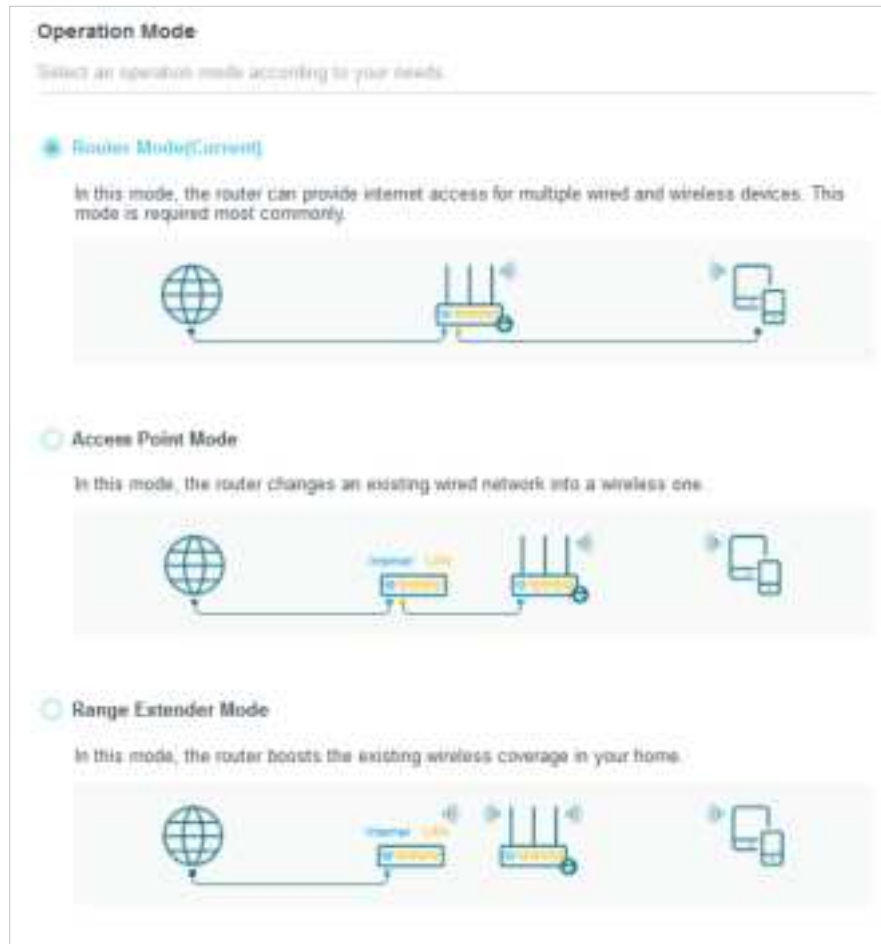 Operation Mode
Select an operation mode according to your needs.
Router Mode(Current)
In this mode, the router can provide internet access for multiple wired and wireless devices. This
mode is required most commonly.
Access Point Mode
In this mode, the router changes an existing wired network into a wireless one.
Internet LAN
Range Extender Mode
In this mode, the router boosts the existing wireless coverage in your home.
Internet LAN